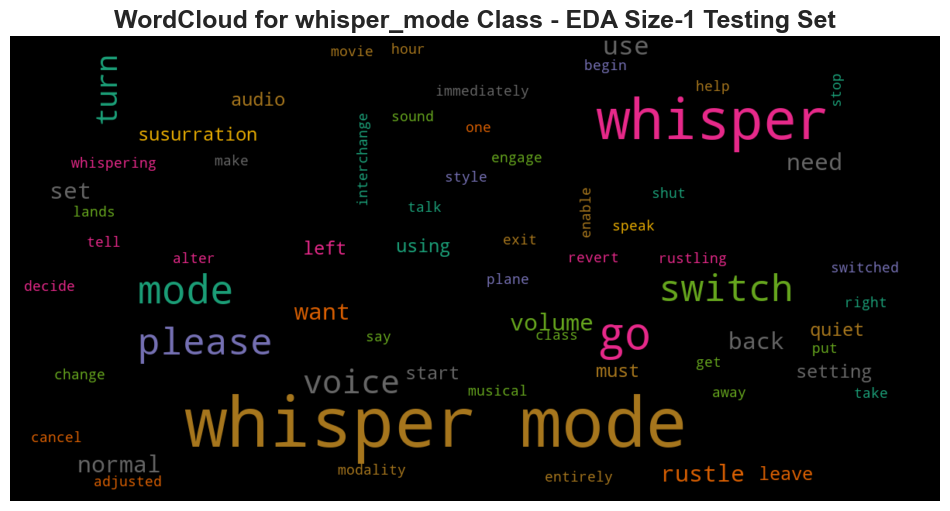 WordCloud for whisper_mode Class - EDA Size-1 Testing Set
movie
hour
use
turn
begin
audio
immediately
help
stop
whisper
sound
one
susurration
interchange
whispering
make
engage
need
set
style
enable
shut
lands
talk
speak
tell
left
using
exit
alter
revert
rustling
switched
decide
mode
plane
switch
right
want
volume
quiet
please
say
class
go
back
put
change
voice
start
must
get
setting
musical
away
take
whisper mode
cancel
normal
modality
entirely
rustle
leave
adjusted